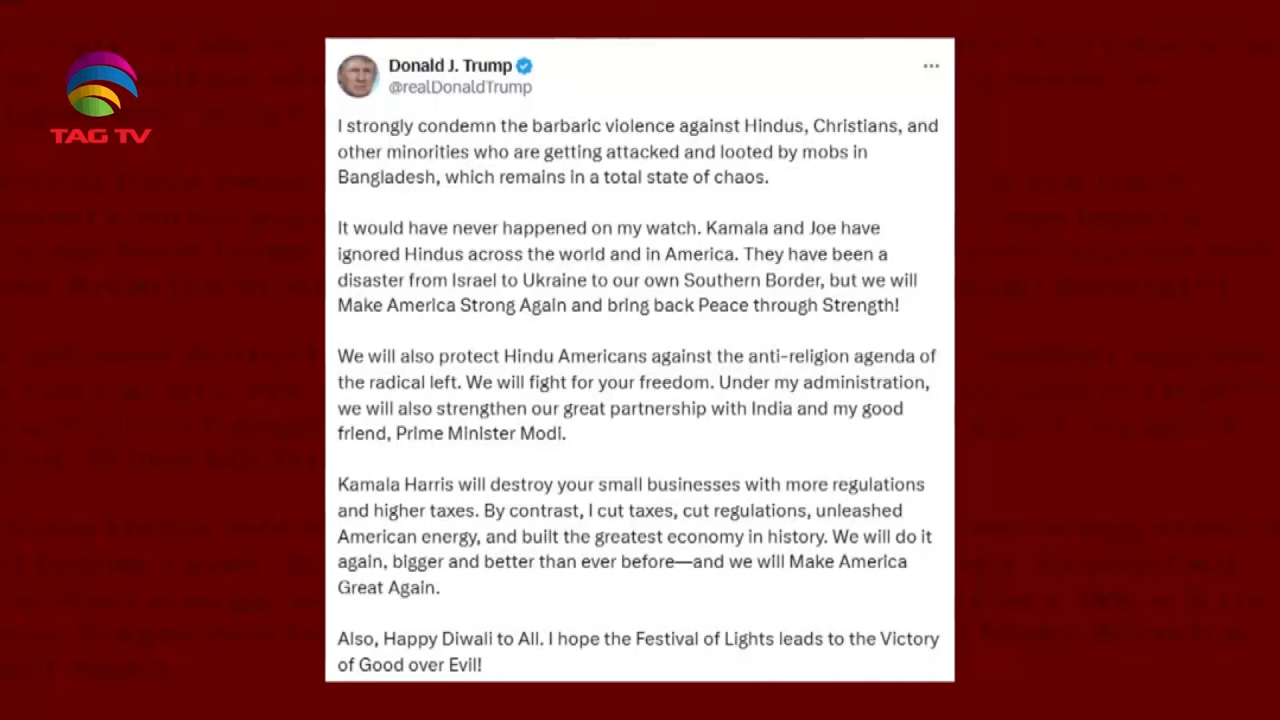 TAG TV
Donald J. Trump
@realDonaldTrump
I strongly condemn the barbaric violence against Hindus, Christians, and
other minorities who are getting attacked and looted by mobs in
Bangladesh, which remains in a total state of chaos.
It would have never happened on my watch. Kamala and Joe have
ignored Hindus across the world and in America. They have been a
disaster from Israel to Ukraine to our own Southern Border, but we will
Make America Strong Again and bring back Peace through Strength!
We will also protect Hindu Americans against the anti-religion agenda of
the radical left. We will fight for your freedom. Under my administration,
we will also strengthen our great partnership with India and my good
friend, Prime Minister Modi.
Kamala Harris will destroy your small businesses with more regulations
and higher taxes. By contrast, I cut taxes, cut regulations, unleashed
American energy, and built the greatest economy in history. We will do it
again, bigger and better than ever before—and we will Make America
Great Again.
Also, Happy Diwali to All. I hope the Festival of Lights leads to the Victory
of Good over Evil!